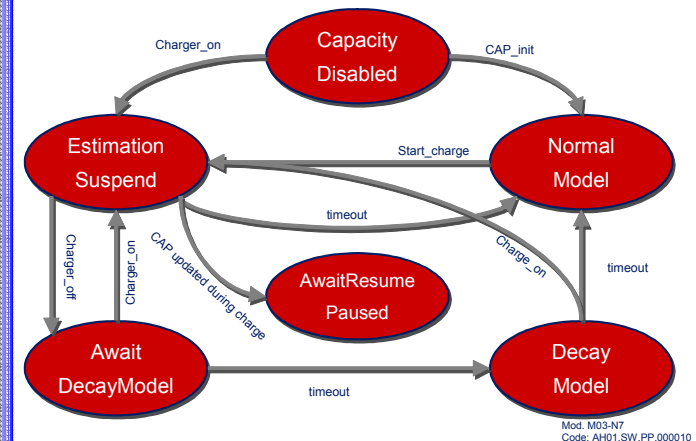 Capacity
Disabled
Charger_on
CAP_init
Estimation
Suspend
Start_charge
Normal
Model
timeout
Charger_off
Charger_on
CAP updated during charge
AwaitResume
Paused
Charge_on
timeout
Await
DecayModel
timeout
Decay
Model
Mod. M03-N7
Code: AH01.SW.PP.000010